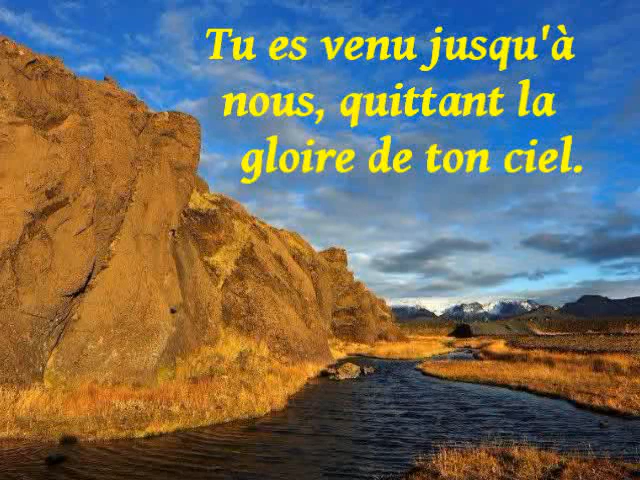 Tu es venu jusqu'à
nous, quittant la
gloire de ton ciel.